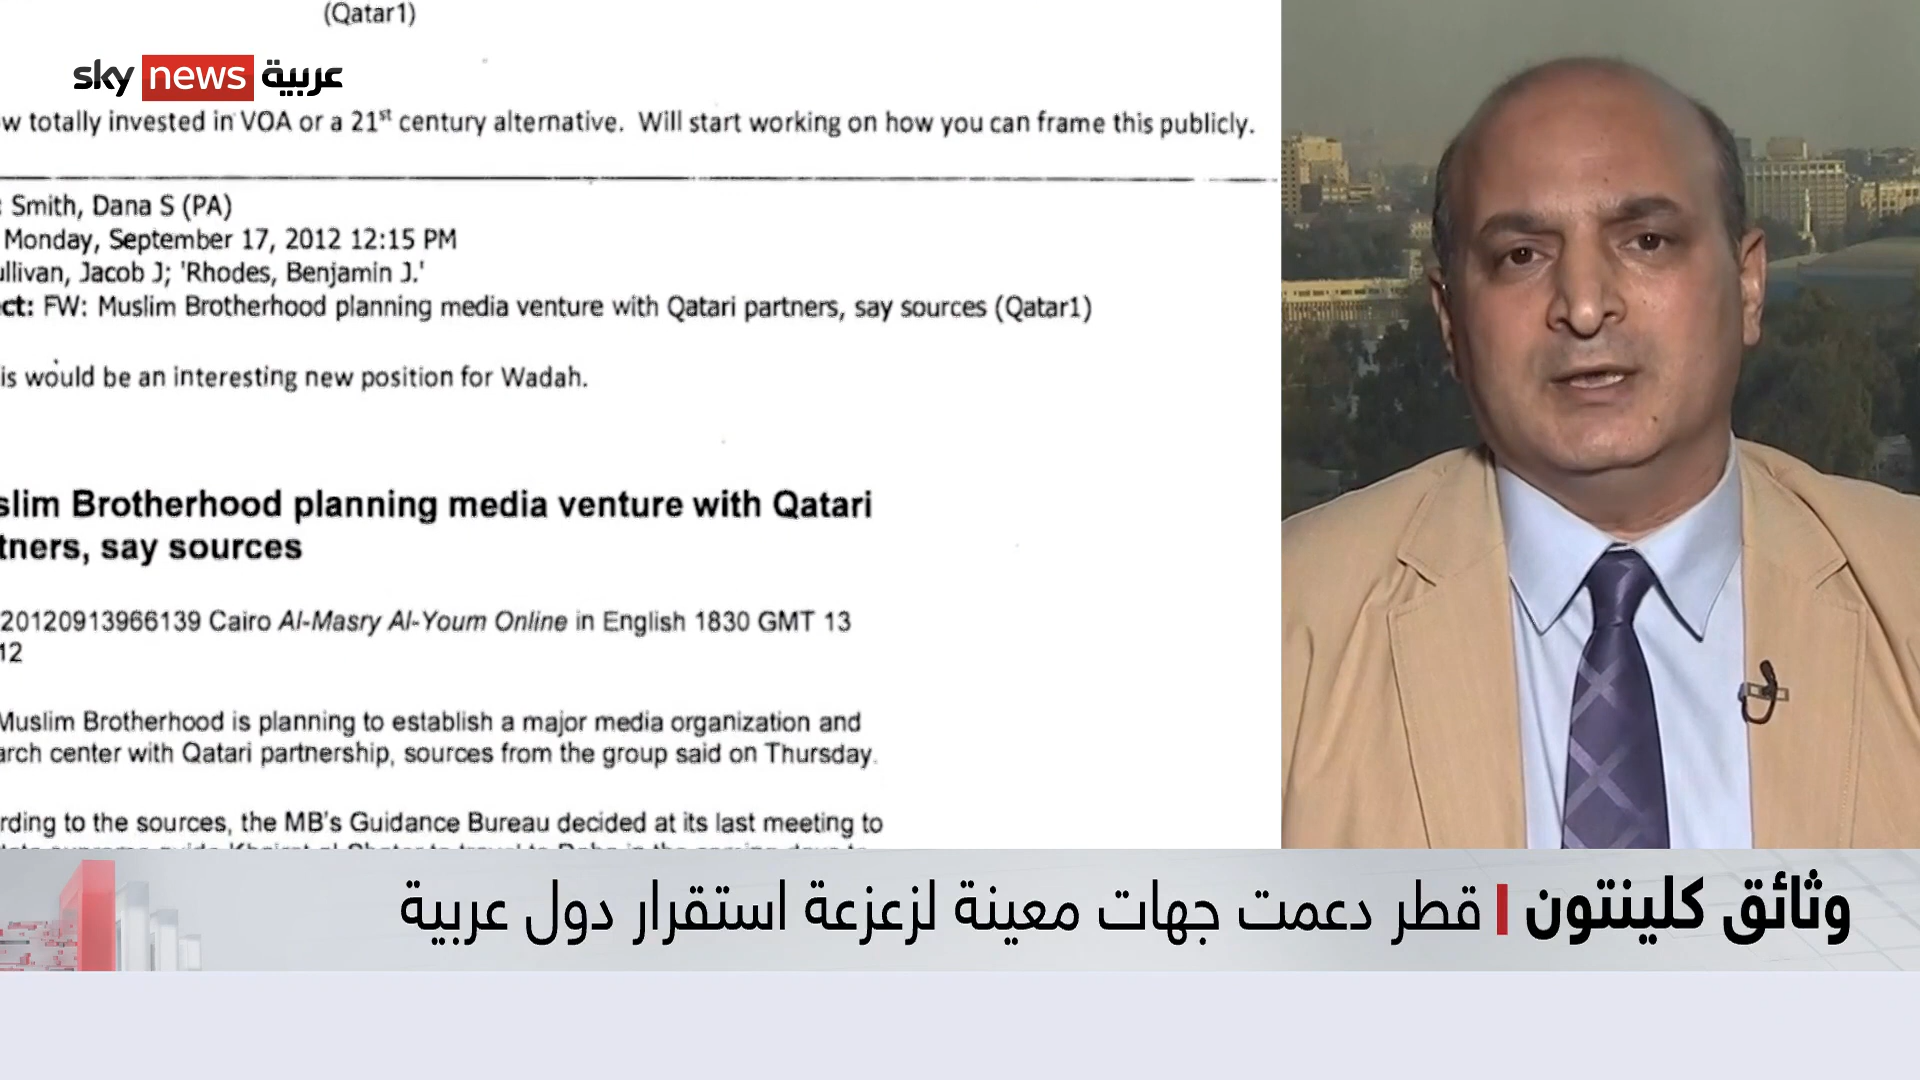 (Qatar1)
sky news عربية
w totally invested in VOA or a 21st century alternative. Will start working on how you can frame this publicly.
: Smith, Dana S (PA)
Monday, September 17, 2012 12:15 PM
llivan, Jacob J; 'Rhodes, Benjamin J.'
ct: FW: Muslim Brotherhood planning media venture with Qatari partners, say sources (Qatar1)
is would be an interesting new position for Wadah.
slim Brotherhood planning media venture with Qatari
tners, say sources
20120913966139 Cairo Al-Masry Al-Youm Online in English 1830 GMT 13
12
Muslim Brotherhood is planning to establish a major media organization and
arch center with Qatari partnership, sources from the group said on Thursday.
rding to the sources, the MB's Guidance Bureau decided at its last meeting to
وثائق كلينتون | قطر دعمت جهات معينة لزعزعة استقرار دول عربية